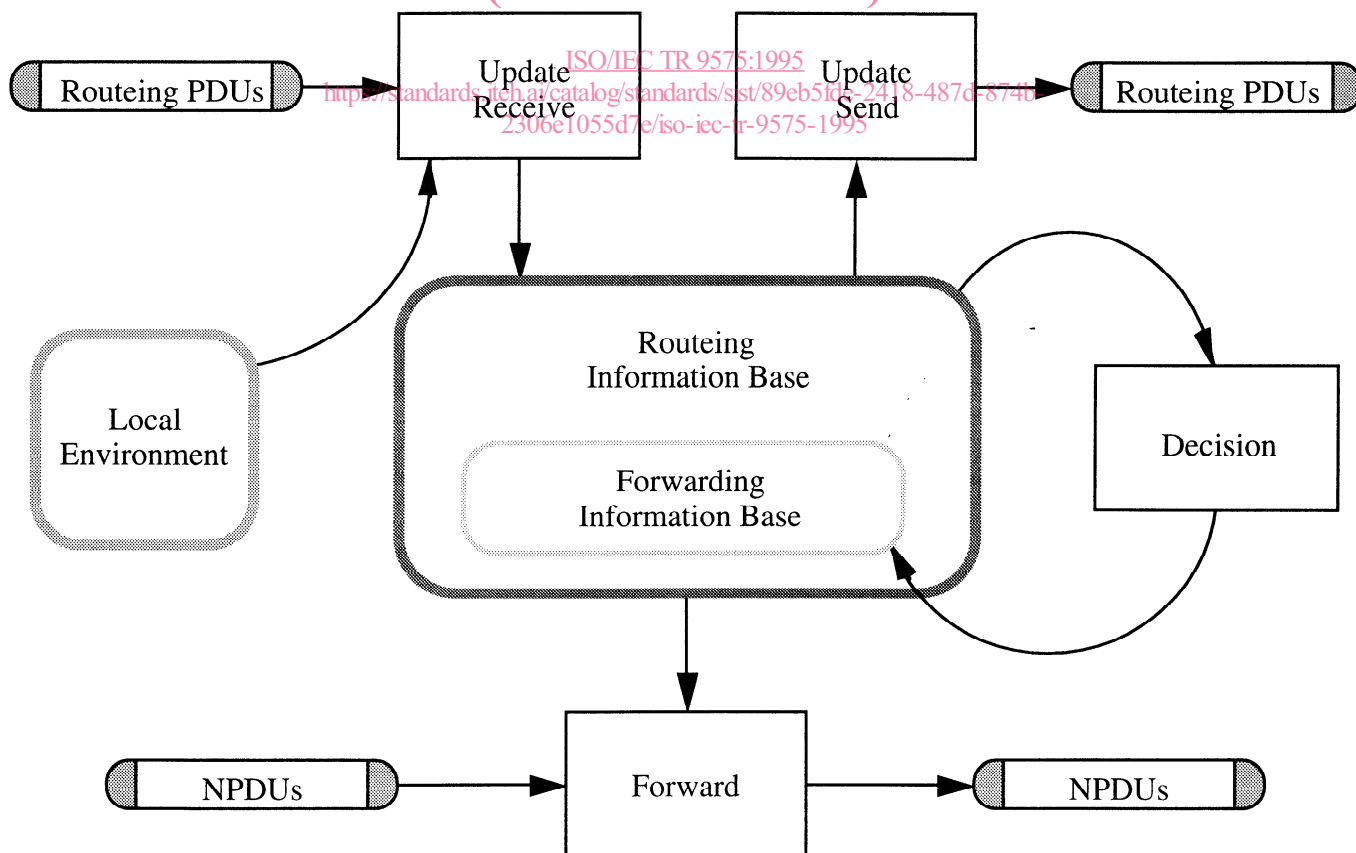 ISO/IEC TR 9575:1995
https://standards.iteh.ai/catalog/standards/sist/89eb5fde-2418-487d-874b-
2306e1055d7e/iso-iec-tr-9575-1995
Routeing PDUs
Update
Receive
Update
Send
Routeing PDUs
Routeing
Information Base
Local
Environment
Decision
Forwarding
Information Base
NPDUs
Forward
NPDUs